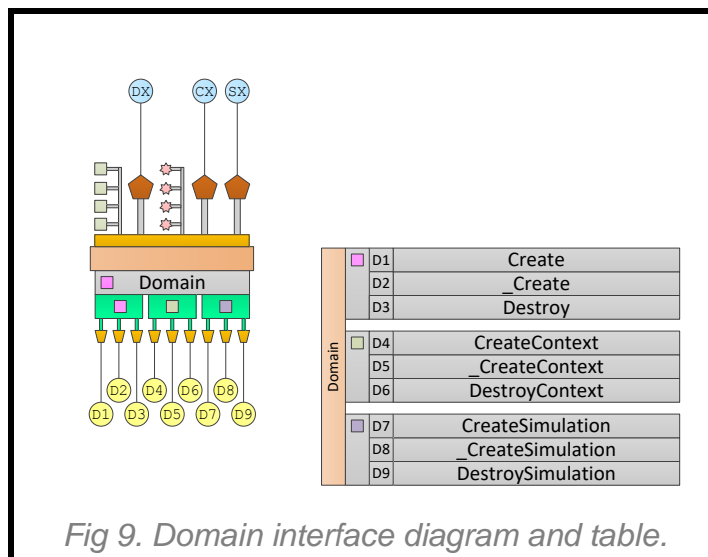 DX CX SX
Domain
D2 D4 D6 D8
D1 D3 D5 D7 D9
Domain
D1 Create
D2 _Create
D3 Destroy
D4 CreateContext
D5 _CreateContext
D6 DestroyContext
D7 CreateSimulation
D8 _CreateSimulation
D9 DestroySimulation
Fig 9. Domain interface diagram and table.